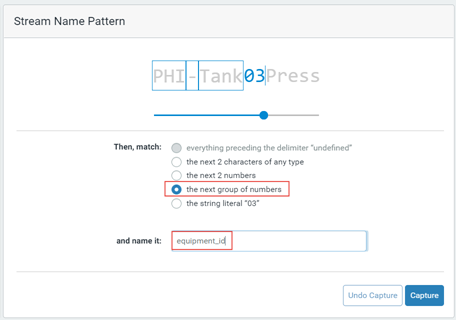 Stream Name Pattern
PHI-Tank03Press
Then, match:
everything preceding the delimiter "undefined"
the next 2 characters of any type
the next 2 numbers
the next group of numbers
the string literal "03"
and name it:
equipment_id
Undo Capture
Capture